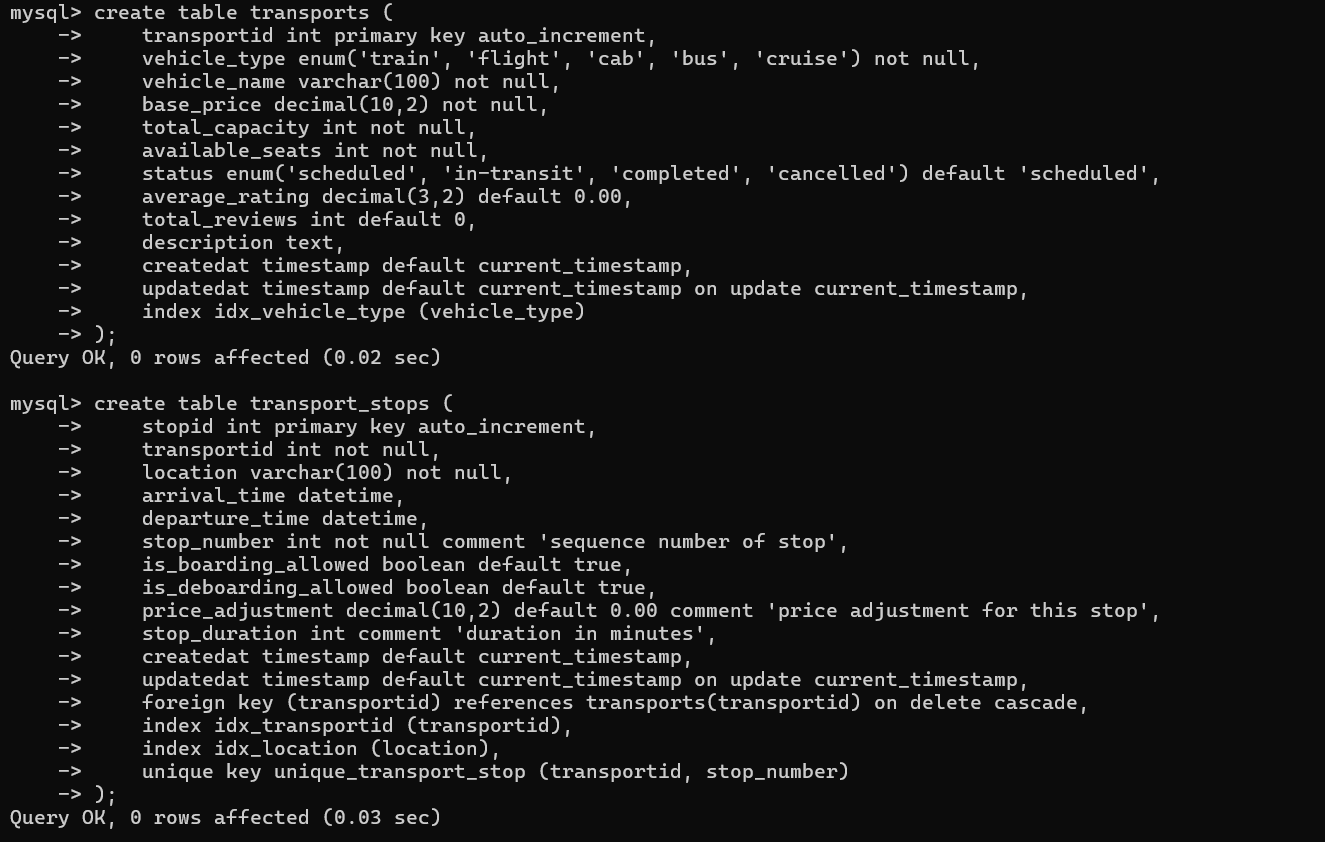 mysql> create table transports (
    ->     transportid int primary key auto_increment,
    ->     vehicle_type enum('train', 'flight', 'cab', 'bus', 'cruise') not null,
    ->     vehicle_name varchar(100) not null,
    ->     base_price decimal(10,2) not null,
    ->     total_capacity int not null,
    ->     available_seats int not null,
    ->     status enum('scheduled', 'in-transit', 'completed', 'cancelled') default 'scheduled',
    ->     average_rating decimal(3,2) default 0.00,
    ->     total_reviews int default 0,
    ->     description text,
    ->     createdat timestamp default current_timestamp,
    ->     updatedat timestamp default current_timestamp on update current_timestamp,
    ->     index idx_vehicle_type (vehicle_type)
    -> );
Query OK, 0 rows affected (0.02 sec)

mysql> create table transport_stops (
    ->     stopid int primary key auto_increment,
    ->     transportid int not null,
    ->     location varchar(100) not null,
    ->     arrival_time datetime,
    ->     departure_time datetime,
    ->     stop_number int not null comment 'sequence number of stop',
    ->     is_boarding_allowed boolean default true,
    ->     is_deboarding_allowed boolean default true,
    ->     price_adjustment decimal(10,2) default 0.00 comment 'price adjustment for this stop',
    ->     stop_duration int comment 'duration in minutes',
    ->     createdat timestamp default current_timestamp,
    ->     updatedat timestamp default current_timestamp on update current_timestamp,
    ->     foreign key (transportid) references transports(transportid) on delete cascade,
    ->     index idx_transportid (transportid),
    ->     index idx_location (location),
    ->     unique key unique_transport_stop (transportid, stop_number)
    -> );
Query OK, 0 rows affected (0.03 sec)